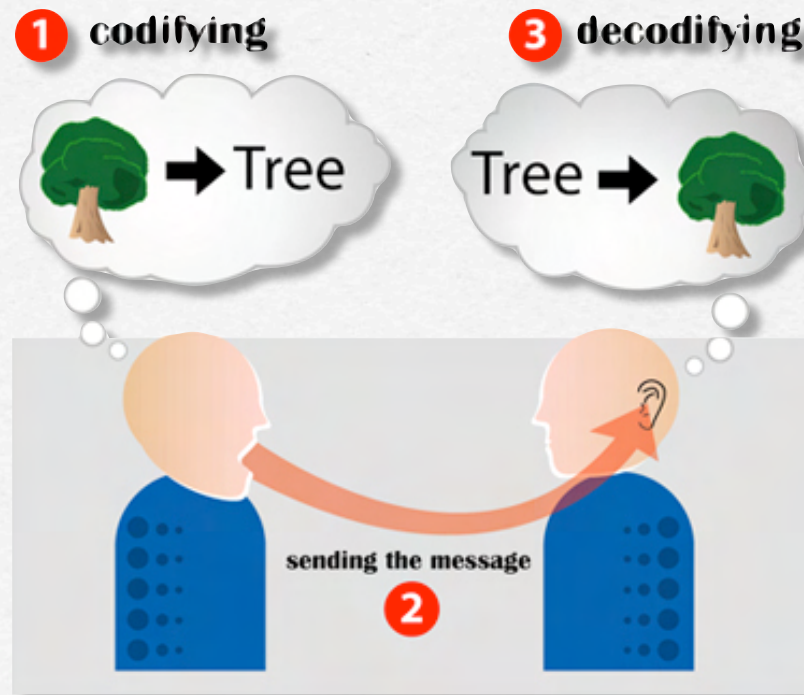 1 codifying
3 decodifying
Tree
Tree
sending the message
2